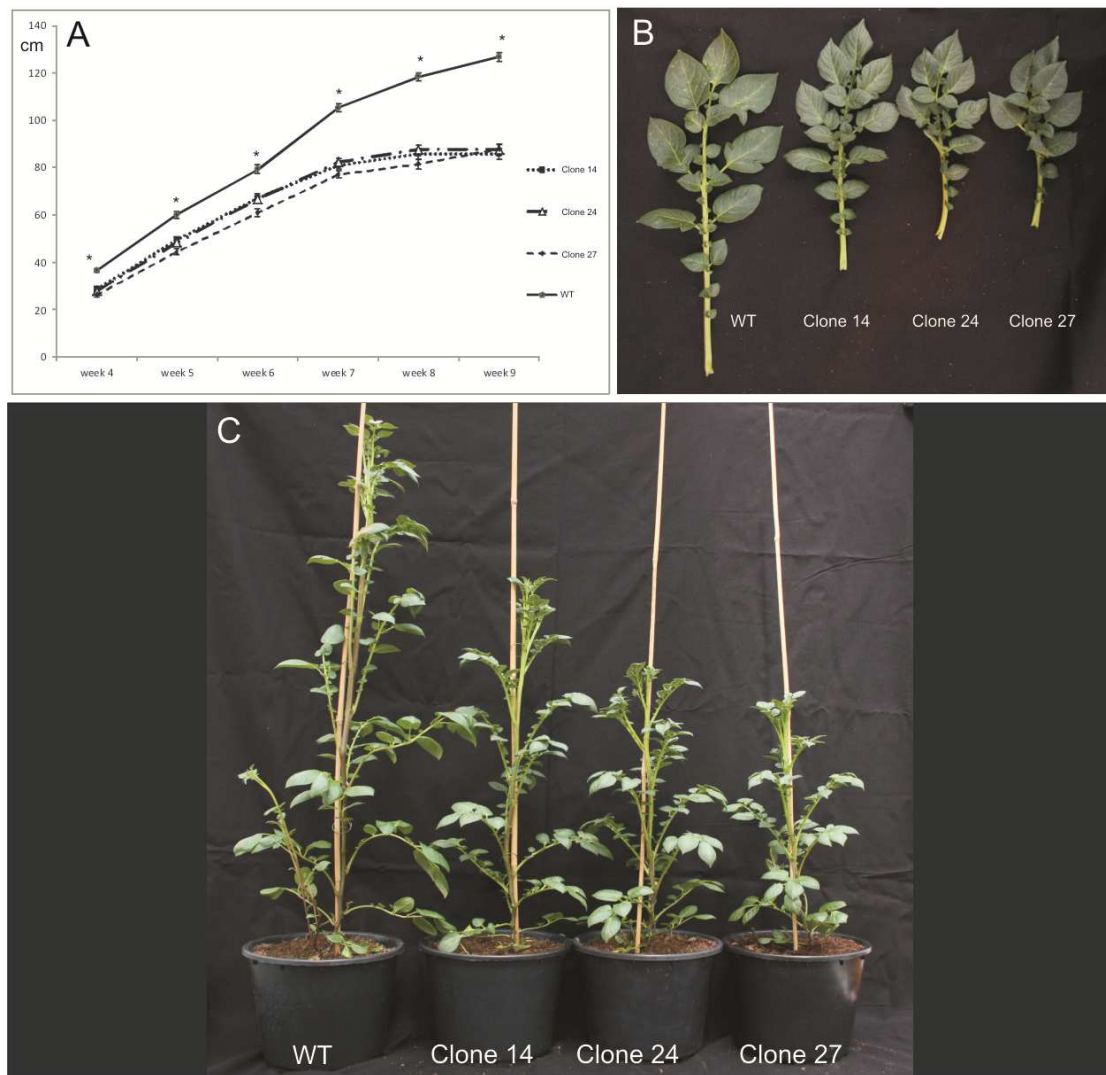 A
cm
140
120
100
80
60
40
20
0
* * * * * *
week 4 week 5 week 6 week 7 week 8 week 9
Clone 14
Clone 24
Clone 27
WT
B
WT Clone 14 Clone 24 Clone 27
C
WT Clone 14 Clone 24 Clone 27